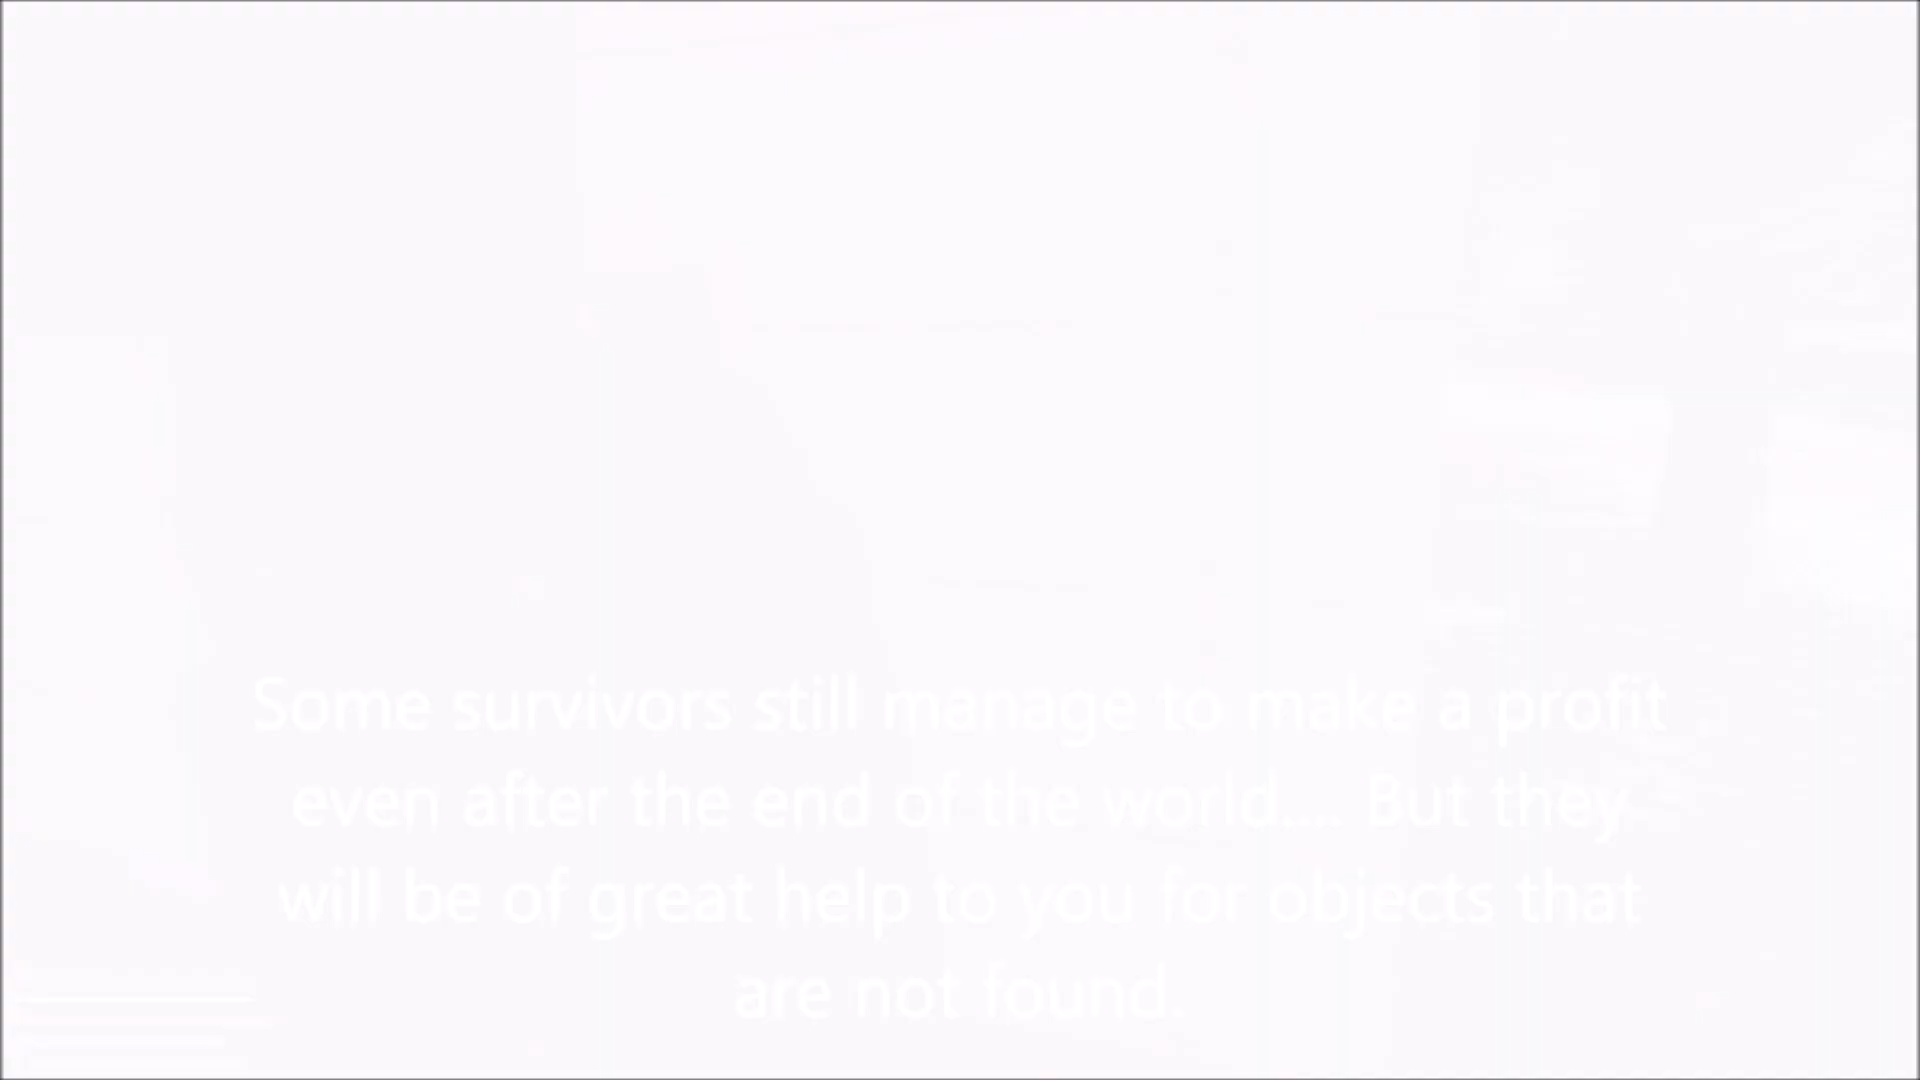 Some survivors still manage to make a profit
even after the end of the world.... But they
will be of great help to you for objects that
are not found.